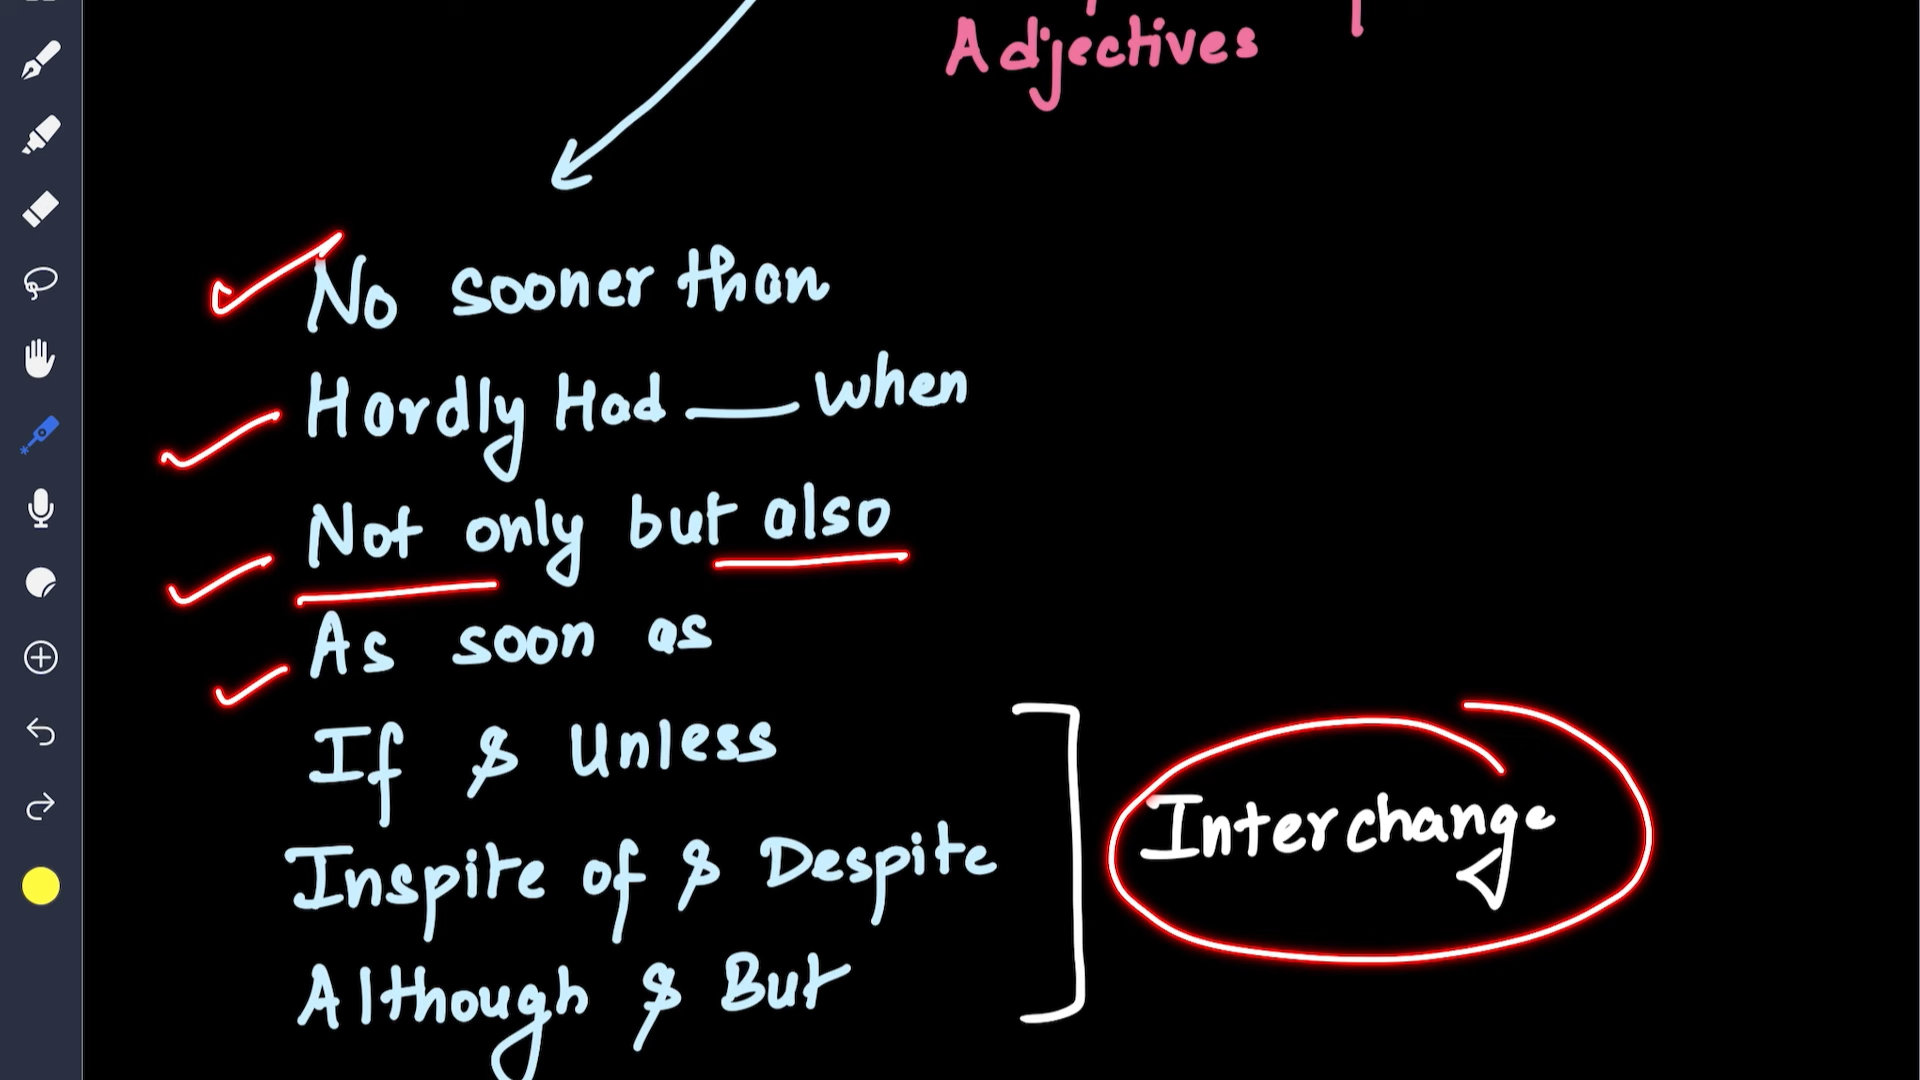 Adjectives
No sooner than
Hardly Had — when
Not only but also
As soon as
If & Unless
Inspite of & Despite
Interchange
Although & But